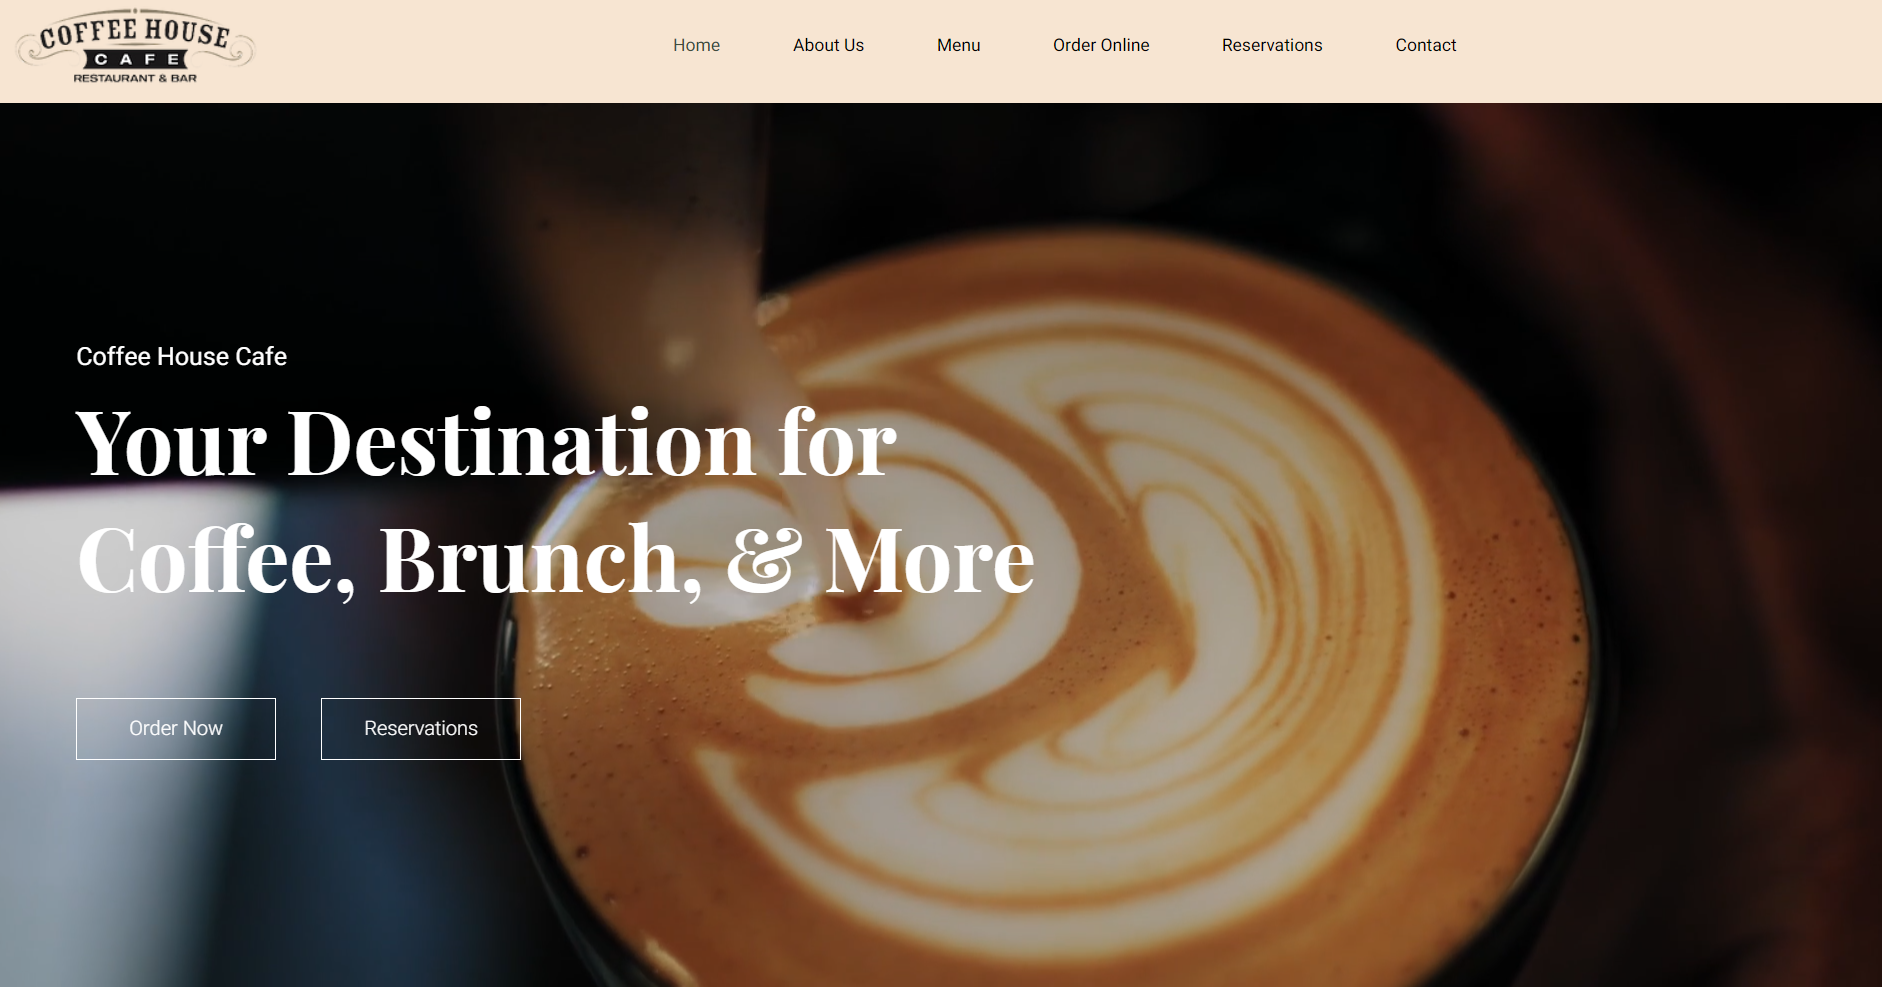 COFFEE HOUSE
CAFE
RESTAURANT & BAR
Home
About Us
Menu
Order Online
Reservations
Contact
Coffee House Cafe
Your Destination for
Coffee, Brunch, & More
Order Now
Reservations